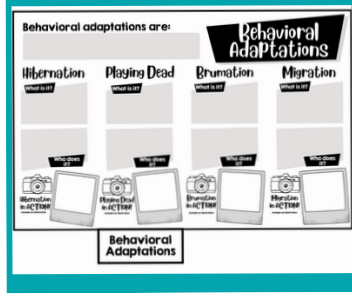 Behavioral adaptations are:
Behavioral
Adaptations
Hibernation
Playing Dead
Brumation
Migration
What is it?
What is it?
What is it?
What is it?
Who does it?
Who does it?
Who does it?
Who does it?
Hibernation
in ACTION!
Playing Dead
in ACTION!
Brumation
in ACTION!
Migration
in ACTION!
Behavioral
Adaptations